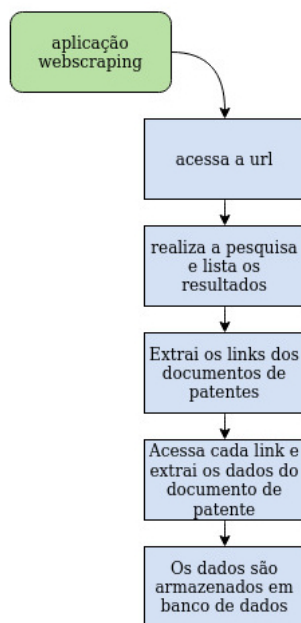 aplicação
webscraping
acessa a url
realiza a pesquisa
e lista os
resultados
Extrai os links dos
documentos de
patentes
Acessa cada link e
extrai os dados do
documento de
patente
Os dados são
armazenados em
banco de dados